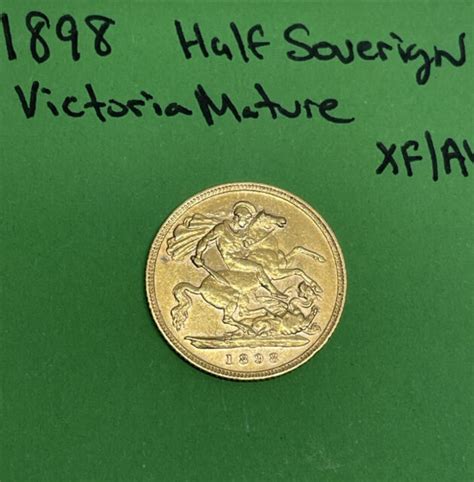 1898 Half Soverign
Victoria Mature
XF/AU
1898